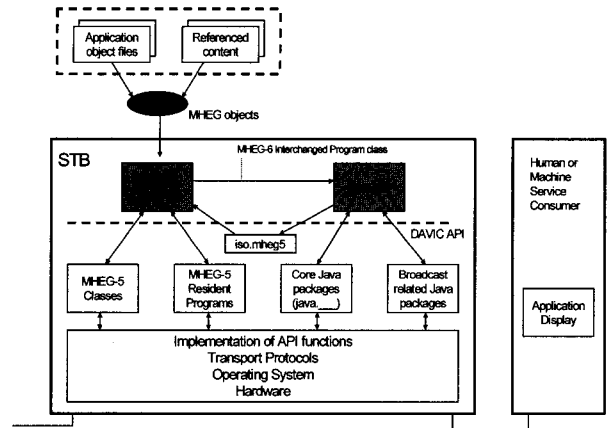 Application
object files
Referenced
content
MHEG objects
STB
MHEG-6 Interchanged Program class
DAVIC API
iso.mheg5
MHEG-5
Classes
MHEG-5
Resident
Programs
Core Java
packages
(java.___)
Broadcast
related Java
packages
Implementation of API functions
Transport Protocols
Operating System
Hardware
Human or
Machine
Service
Consumer
Application
Display